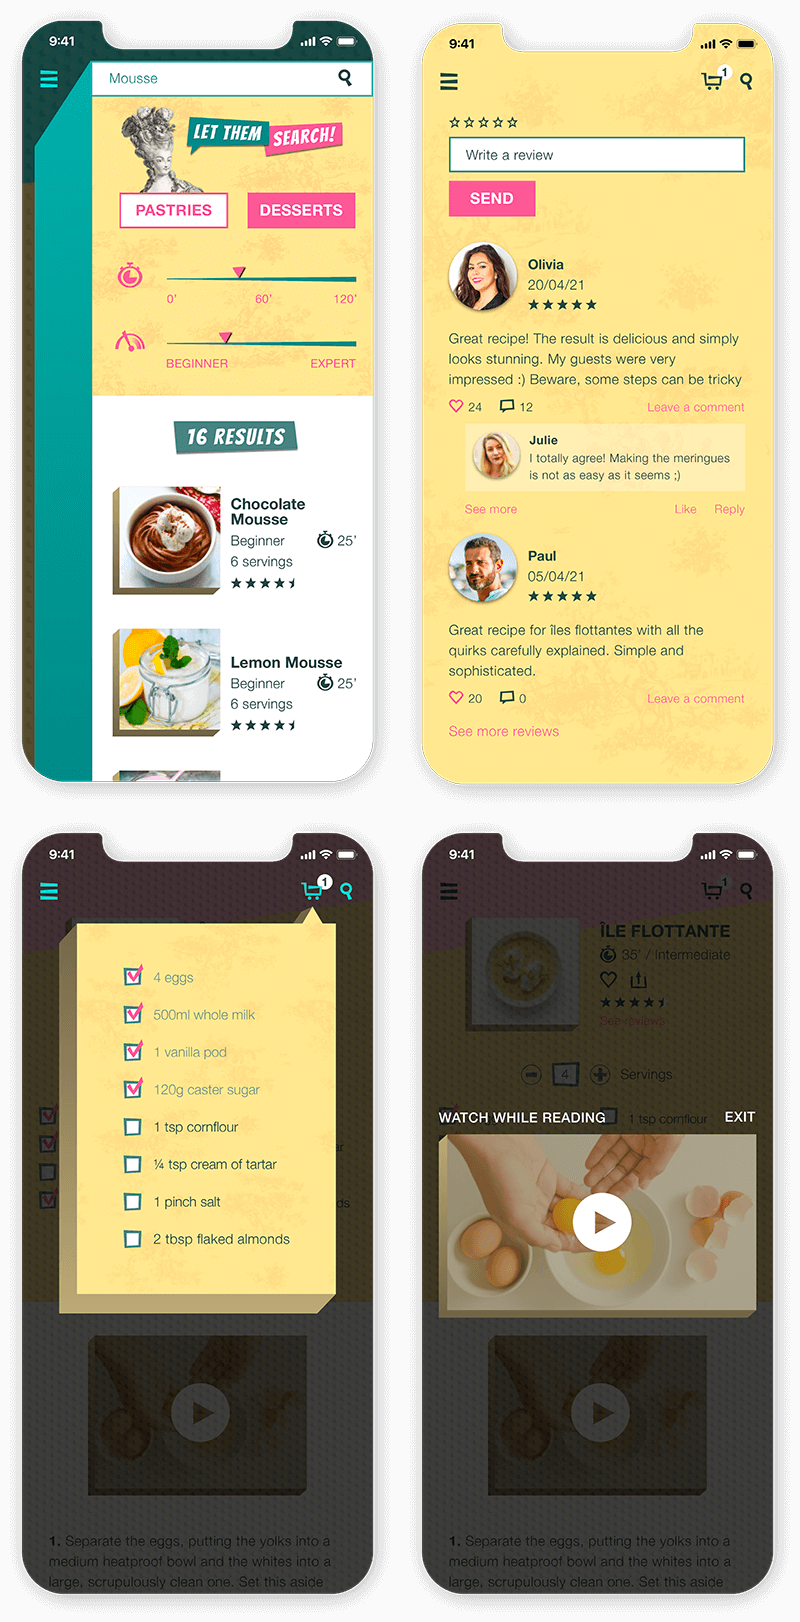 9:41
Mousse
LET THEM
SEARCH!
PASTRIES
DESSERTS
0'
60'
120'
BEGINNER
EXPERT
16 RESULTS
Chocolate
Mousse
Beginner
25'
6 servings
Lemon Mousse
Beginner
25'
6 servings
9:41
1
Write a review
SEND
Olivia
20/04/21
Great recipe! The result is delicious and simply
looks stunning. My guests were very
impressed :) Beware, some steps can be tricky
24
12
Leave a comment
Julie
I totally agree! Making the meringues
is not as easy as it seems ;)
See more
Like
Reply
Paul
05/04/21
Great recipe for îles flottantes with all the
quirks carefully explained. Simple and
sophisticated.
20
0
Leave a comment
See more reviews
9:41
1
4 eggs
500ml whole milk
1 vanilla pod
120g caster sugar
1 tsp cornflour
¼ tsp cream of tartar
1 pinch salt
2 tbsp flaked almonds
ar
ds
1. Separate the eggs, putting the yolks into a
medium heatproof bowl and the whites into a
large, scrupulously clean one. Set this aside
9:41
1
ÎLE FLOTTANTE
35' / Intermediate
See reviews
4
Servings
1 tsp cornflour
WATCH WHILE READING
EXIT
1. Separate the eggs, putting the yolks into a
medium heatproof bowl and the whites into a
large, scrupulously clean one. Set this aside